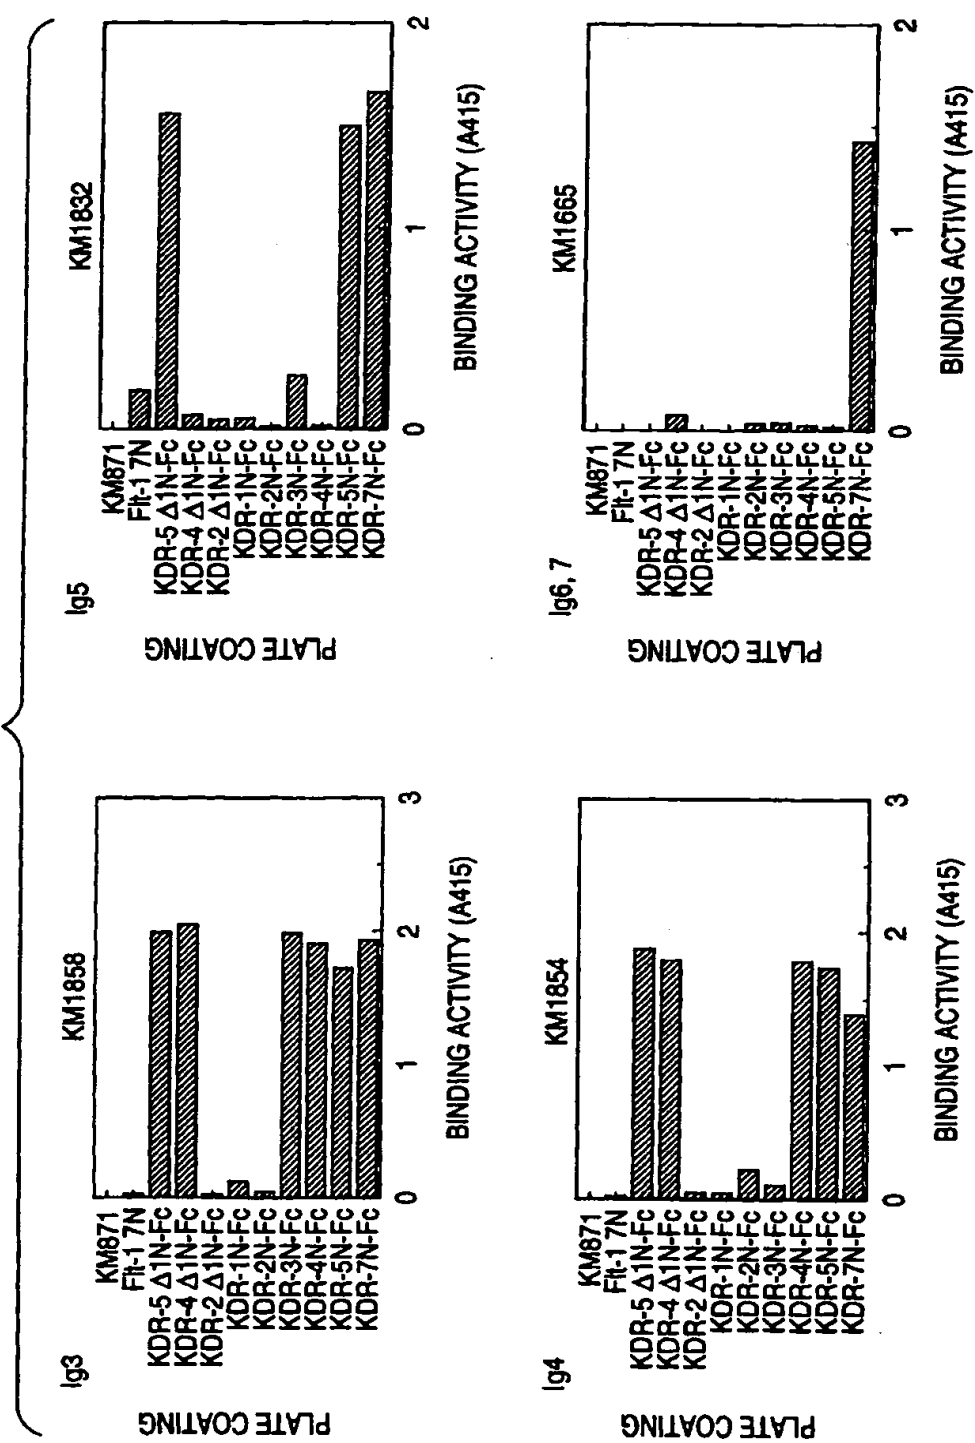 Ig3
KM1858
PLATE COATING
KM871
Flt-1 7N
KDR-5 Δ1N-Fc
KDR-4 Δ1N-Fc
KDR-2 Δ1N-Fc
KDR-1N-Fc
KDR-2N-Fc
KDR-3N-Fc
KDR-4N-Fc
KDR-5N-Fc
KDR-7N-Fc
0 1 2 3
BINDING ACTIVITY (A415)
Ig5
KM1832
PLATE COATING
KM871
Flt-1 7N
KDR-5 Δ1N-Fc
KDR-4 Δ1N-Fc
KDR-2 Δ1N-Fc
KDR-1N-Fc
KDR-2N-Fc
KDR-3N-Fc
KDR-4N-Fc
KDR-5N-Fc
KDR-7N-Fc
0 1 2
BINDING ACTIVITY (A415)
Ig4
KM1854
PLATE COATING
KM871
Flt-1 7N
KDR-5 Δ1N-Fc
KDR-4 Δ1N-Fc
KDR-2 Δ1N-Fc
KDR-1N-Fc
KDR-2N-Fc
KDR-3N-Fc
KDR-4N-Fc
KDR-5N-Fc
KDR-7N-Fc
0 1 2 3
BINDING ACTIVITY (A415)
Ig6, 7
KM1665
PLATE COATING
KM871
Flt-1 7N
KDR-5 Δ1N-Fc
KDR-4 Δ1N-Fc
KDR-2 Δ1N-Fc
KDR-1N-Fc
KDR-2N-Fc
KDR-3N-Fc
KDR-4N-Fc
KDR-5N-Fc
KDR-7N-Fc
0 1 2
BINDING ACTIVITY (A415)